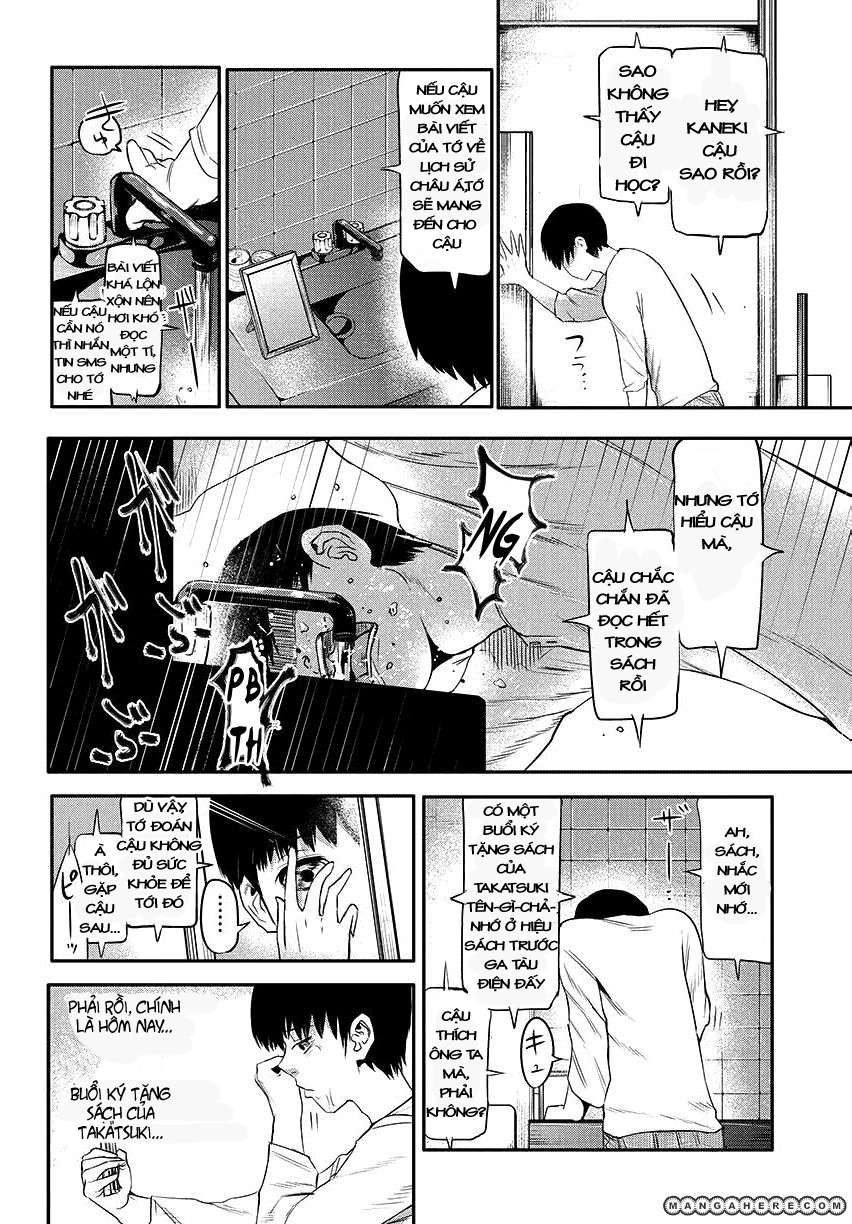 HEY,
KANEKI
CẬU
SAO RỒI?
SAO
KHÔNG
THẤY
CẬU
ĐI
HỌC?
NẾU CẬU
MUỐN XEM
BÀI VIẾT
CỦA TỚ VỀ
LỊCH SỬ
CHÂU Á,TỚ
SẼ MANG
ĐẾN CHO
CẬU
BÀI VIẾT
KHÁ LỘN
XỘN NÊN
HƠI KHÓ
ĐỌC
MỘT TÍ,
NHƯNG
NẾU CẬU
CẦN NÓ
THÌ NHẮN
TIN SMS
CHO TỚ
NHÉ
NHƯNG TỚ
HIỂU CẬU
MÀ,
CẬU CHẮC
CHẮN ĐÃ
ĐỌC HẾT
TRONG
SÁCH
RỒI
NG
PB
TH
AH,
SÁCH,
NHẮC
MỚI
NHỚ...
CÓ MỘT
BUỔI KÝ
TẶNG SÁCH
CỦA
TAKATSUKI
TÊN-GÌ-CHẢ-
NHỚ Ở HIỆU
SÁCH TRƯỚC
GA TÀU
ĐIỆN ĐẤY
CẬU
THÍCH
ÔNG TA
MÀ,
PHẢI
KHÔNG?
キュ
DÙ VẬY,
TỚ ĐOÁN
CẬU KHÔNG
ĐỦ SỨC
KHỎE ĐỂ
TỚI ĐÓ
À
THÔI,
GẶP
CẬU
SAU...
ピッ
......
PHẢI RỒI, CHÍNH
LÀ HÔM NAY...
BUỔI KÝ TẶNG
SÁCH CỦA
TAKATSUKI...
MANGAHERE.COM